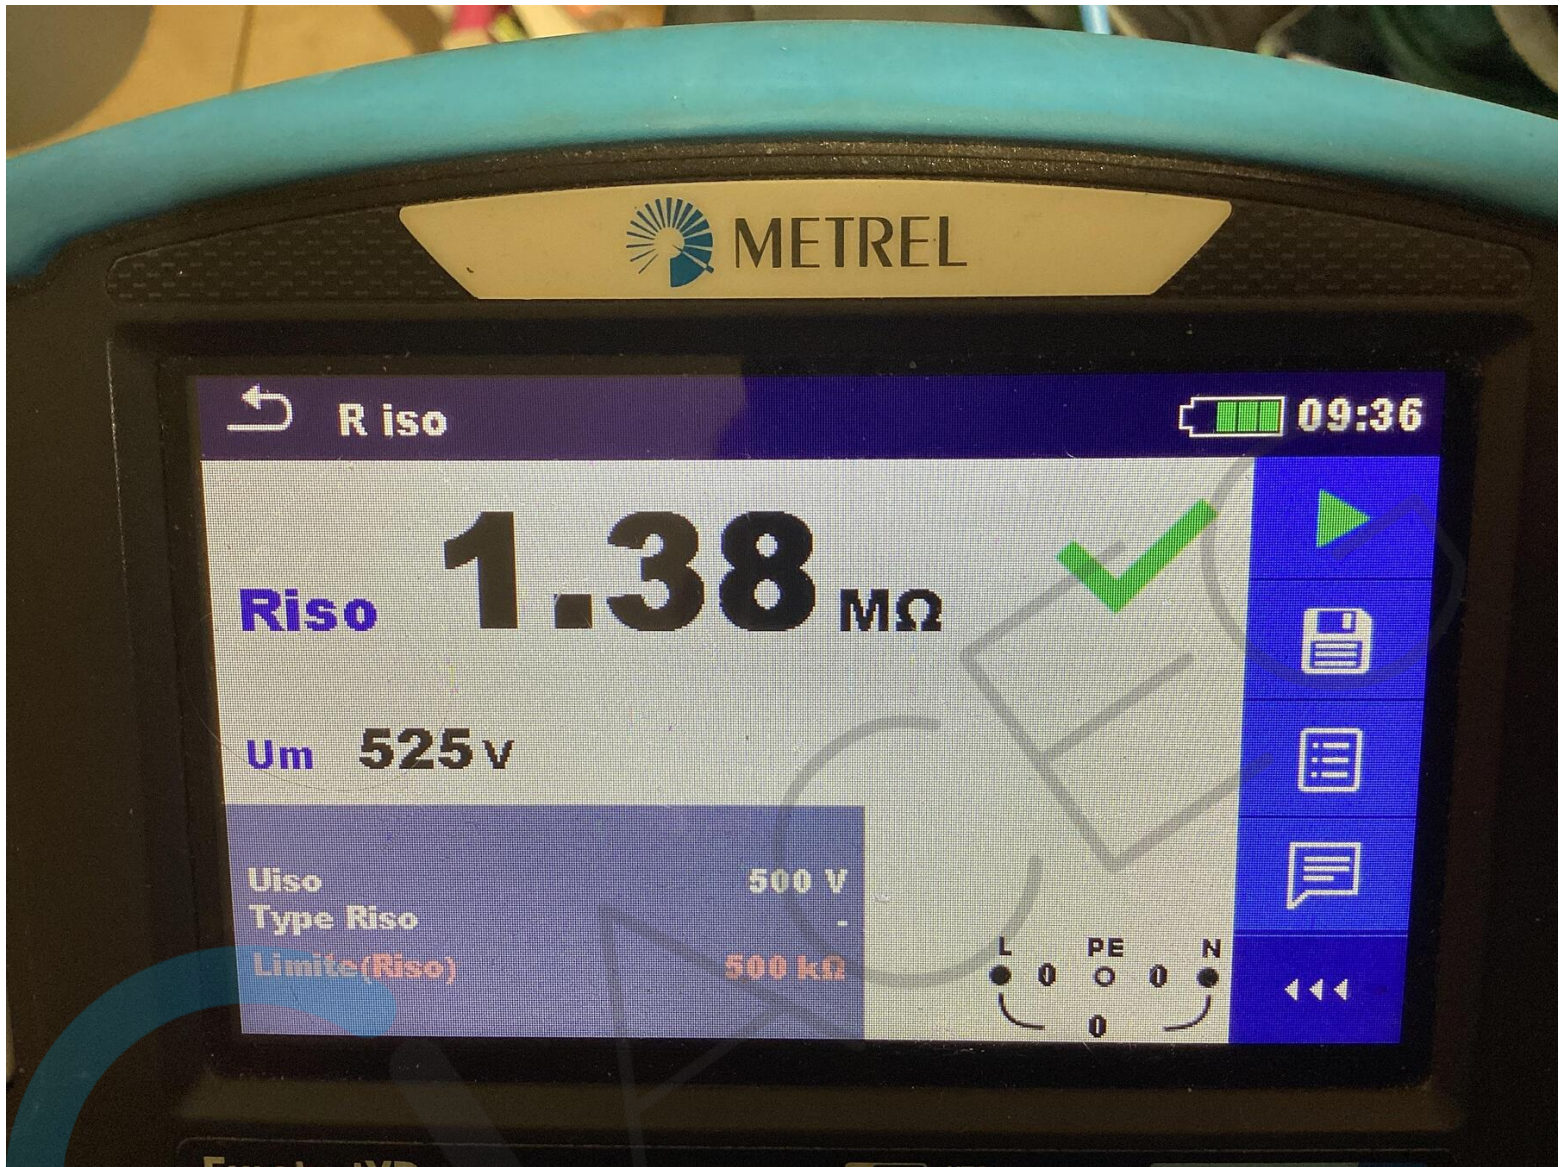 METREL
R iso 09:36
Riso 1.38 MΩ
Um 525 V
Uiso 500 V
Type Riso -
Limite(Riso) 500 kΩ
L PE N
0 0
0